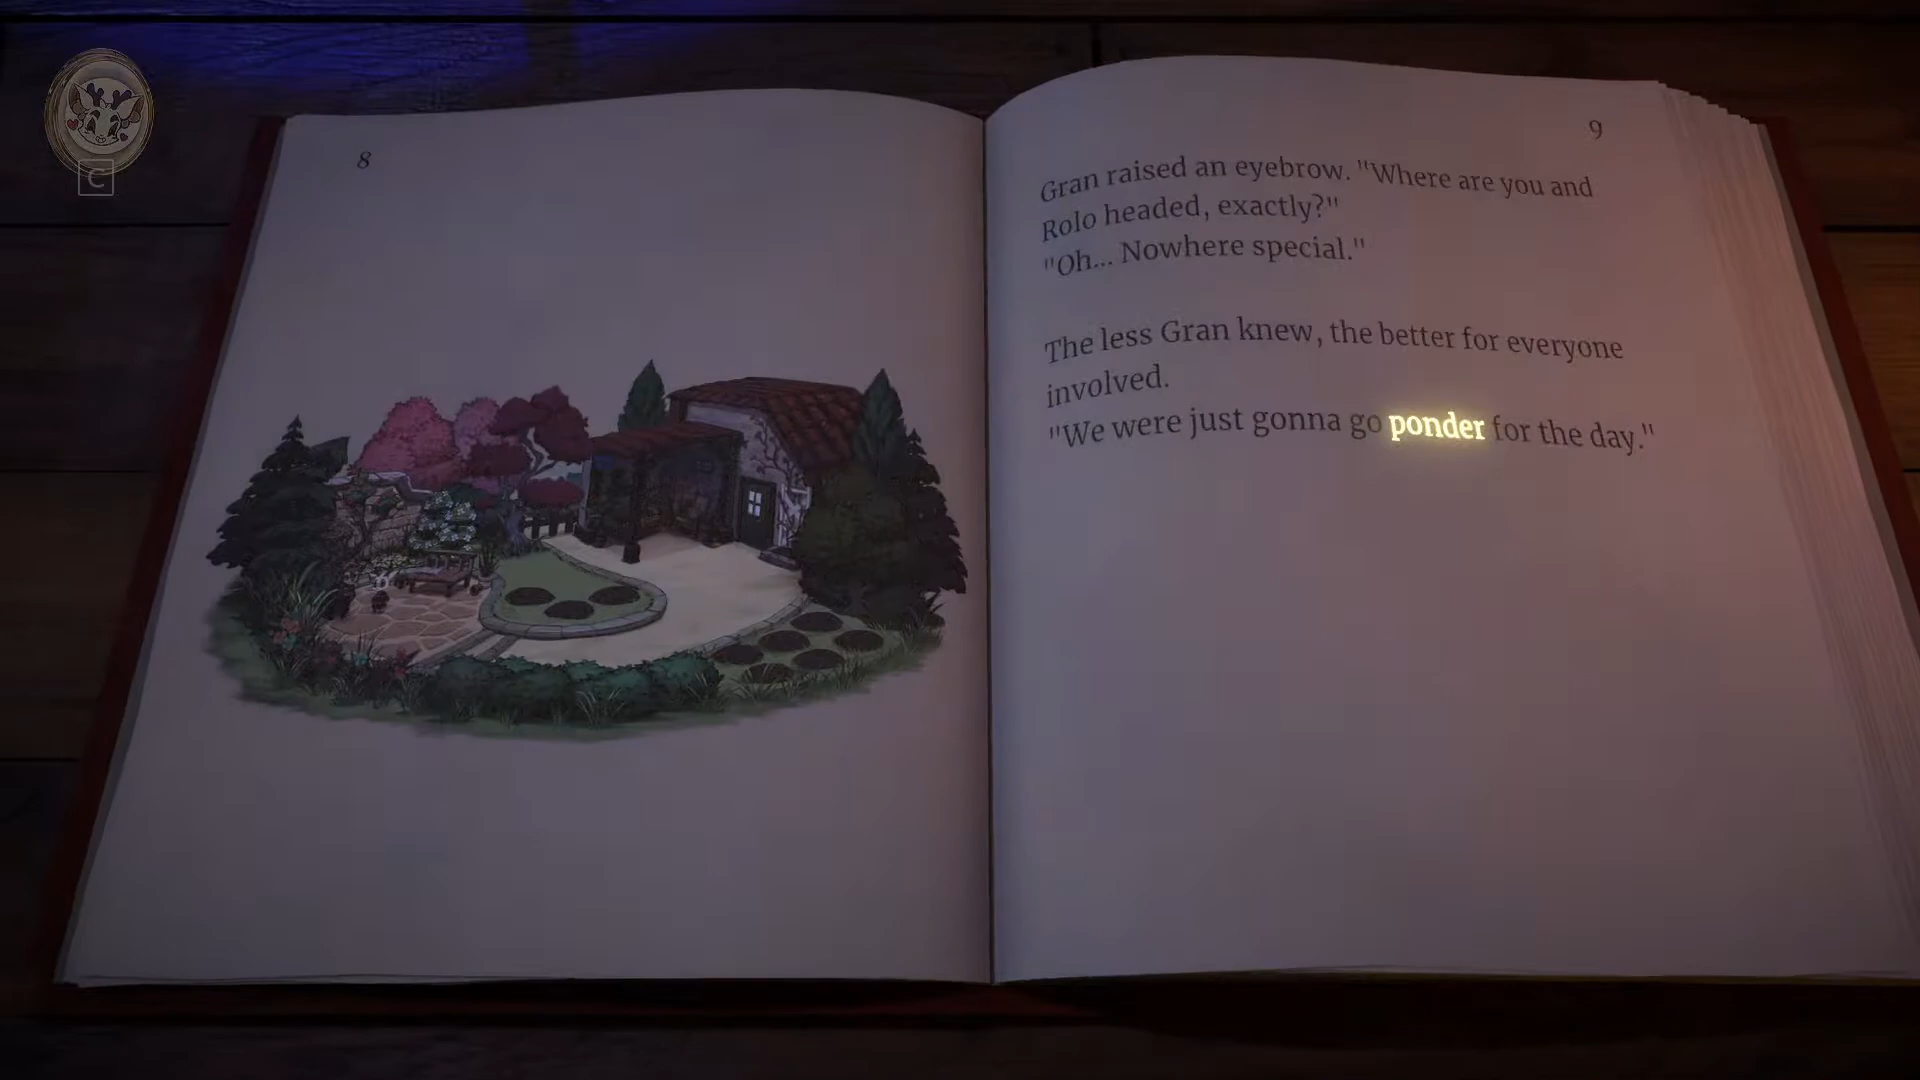 C
8
9
Gran raised an eyebrow. "Where are you and
Rolo headed, exactly?"
"Oh... Nowhere special."
The less Gran knew, the better for everyone
involved.
"We were just gonna go ponder for the day."